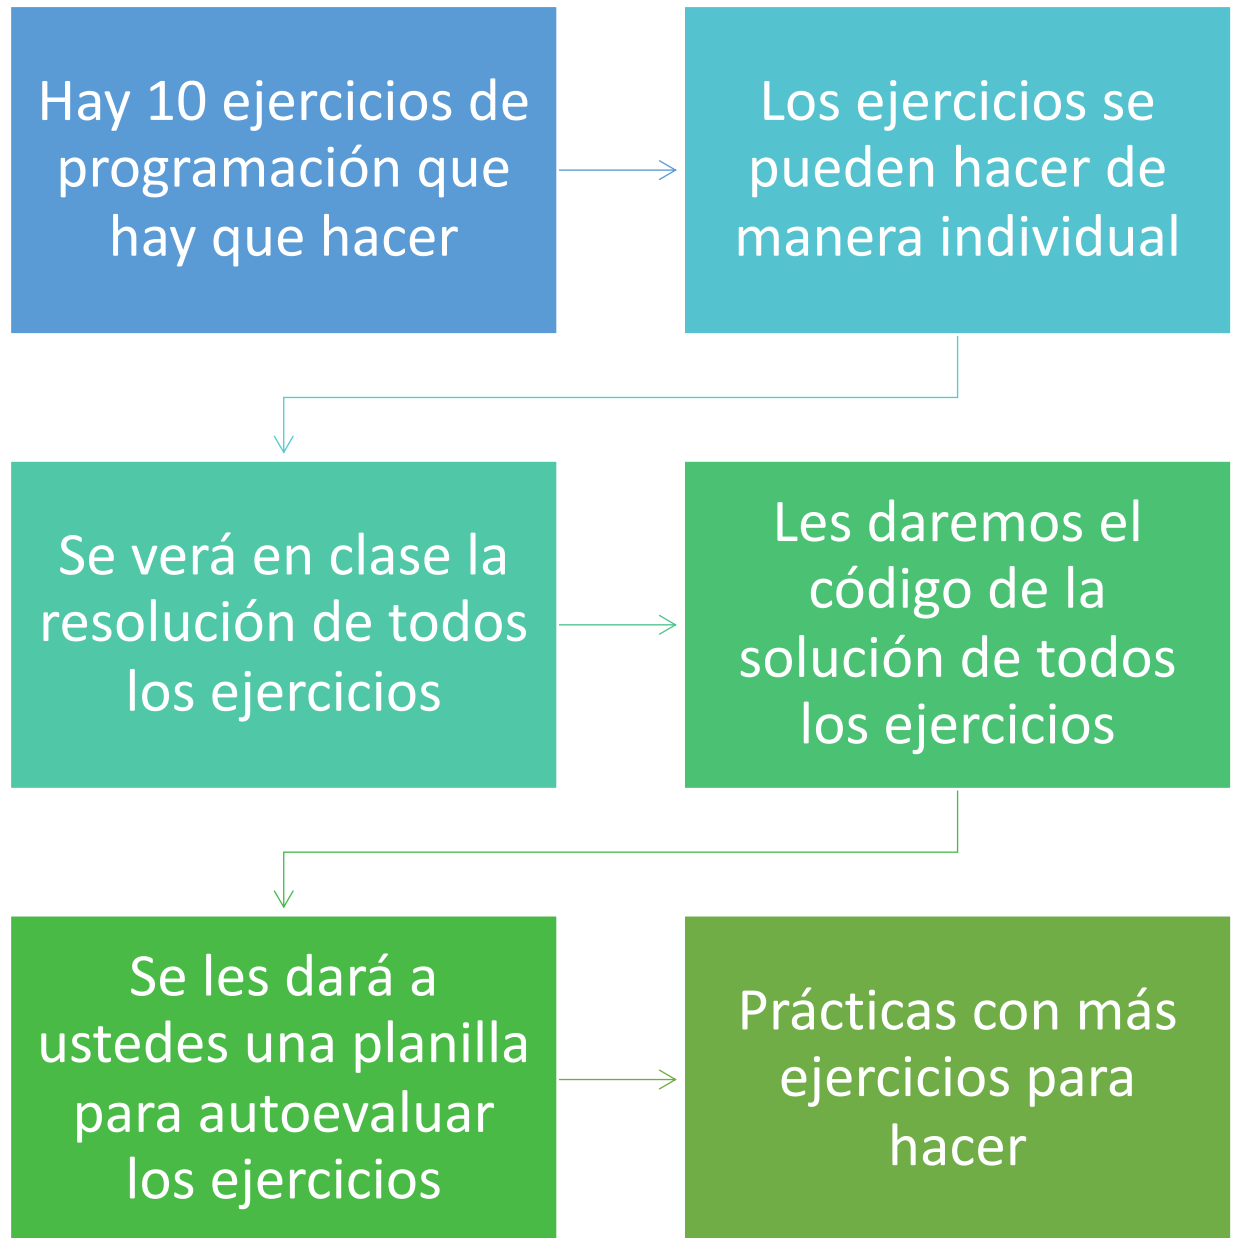 Hay 10 ejercicios de
programación que
hay que hacer
Los ejercicios se
pueden hacer de
manera individual
Se verá en clase la
resolución de todos
los ejercicios
Les daremos el
código de la
solución de todos
los ejercicios
Se les dará a
ustedes una planilla
para autoevaluar
los ejercicios
Prácticas con más
ejercicios para
hacer